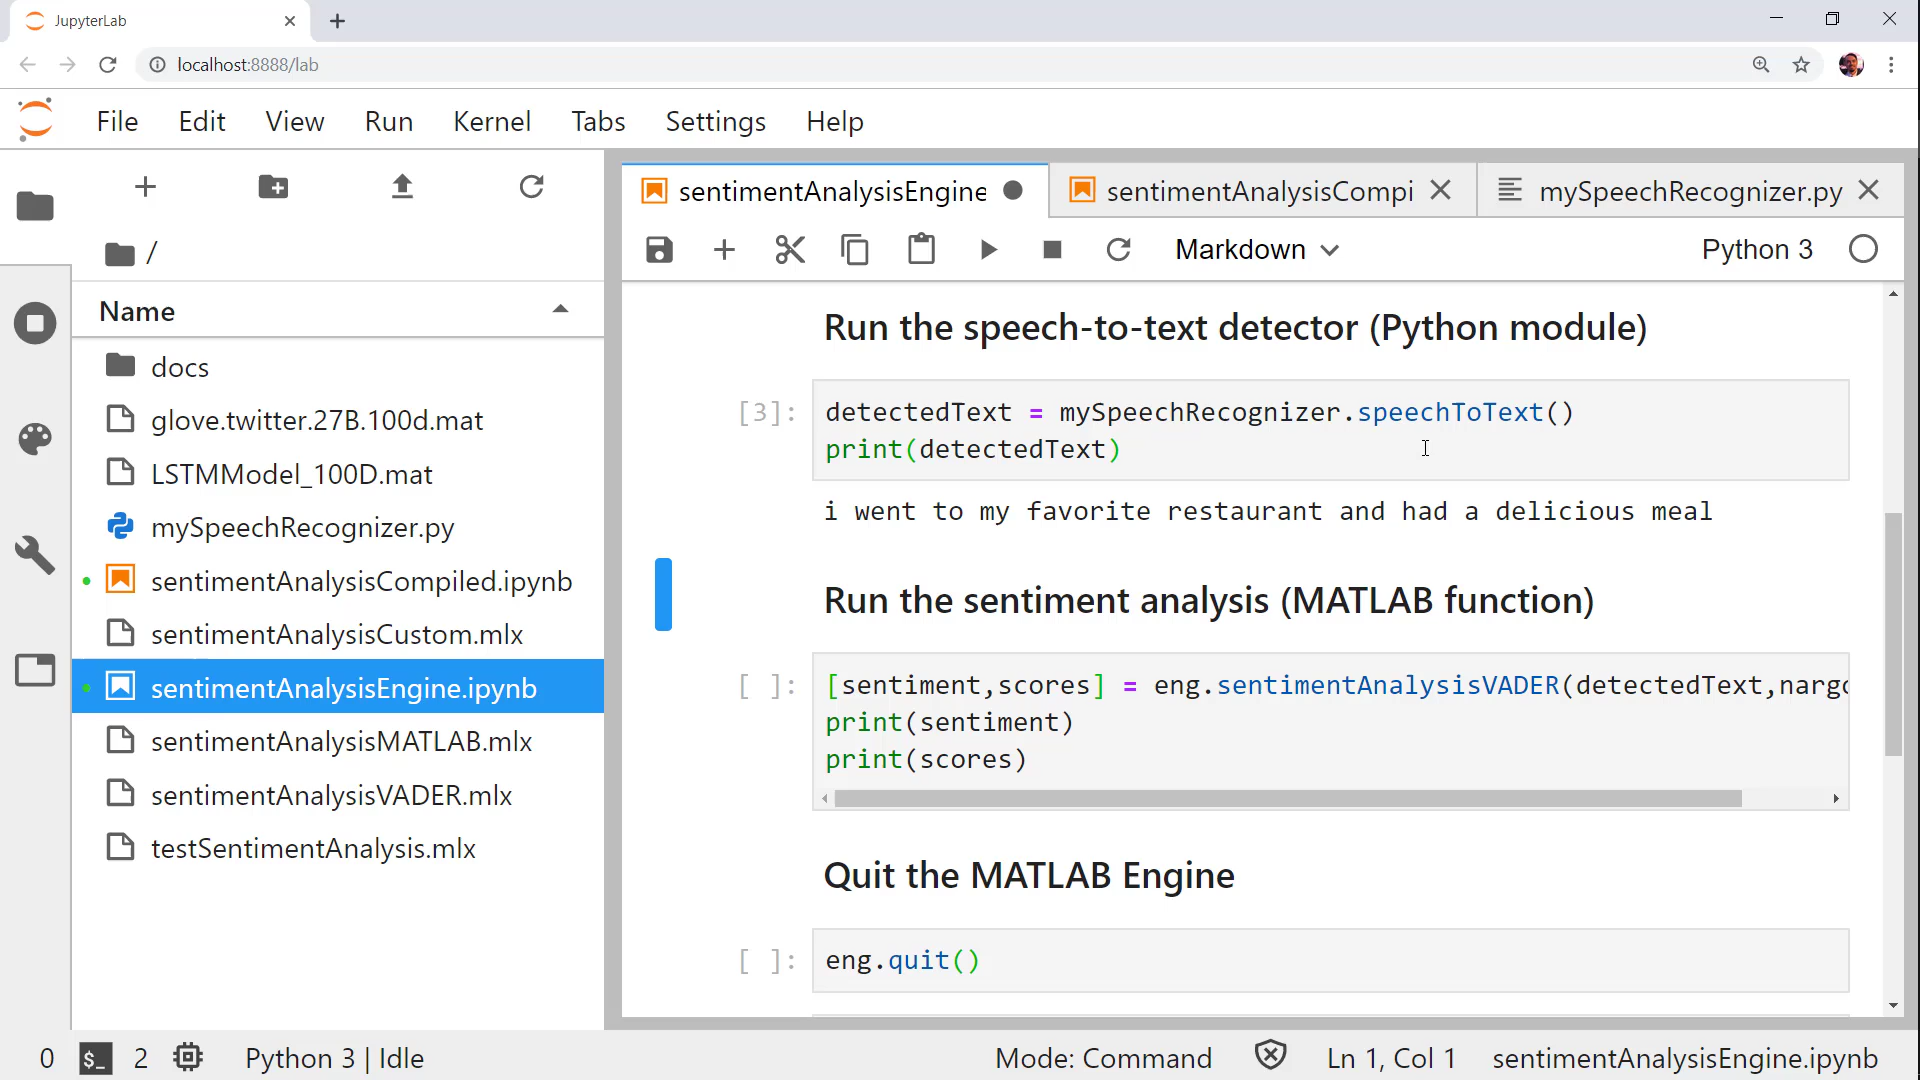 JupyterLab
localhost:8888/lab
File Edit View Run Kernel Tabs Settings Help
/
Name
docs
glove.twitter.27B.100d.mat
LSTMModel_100D.mat
mySpeechRecognizer.py
sentimentAnalysisCompiled.ipynb
sentimentAnalysisCustom.mlx
sentimentAnalysisEngine.ipynb
sentimentAnalysisMATLAB.mlx
sentimentAnalysisVADER.mlx
testSentimentAnalysis.mlx
sentimentAnalysisEngine sentimentAnalysisCompi mySpeechRecognizer.py
Markdown Python 3
Run the speech-to-text detector (Python module)
[3]: detectedText = mySpeechRecognizer.speechToText()
print(detectedText)
i went to my favorite restaurant and had a delicious meal
Run the sentiment analysis (MATLAB function)
[ ]: [sentiment,scores] = eng.sentimentAnalysisVADER(detectedText,nargo
print(sentiment)
print(scores)
Quit the MATLAB Engine
[ ]: eng.quit()
0 $_ 2 Python 3 | Idle Mode: Command Ln 1, Col 1 sentimentAnalysisEngine.ipynb